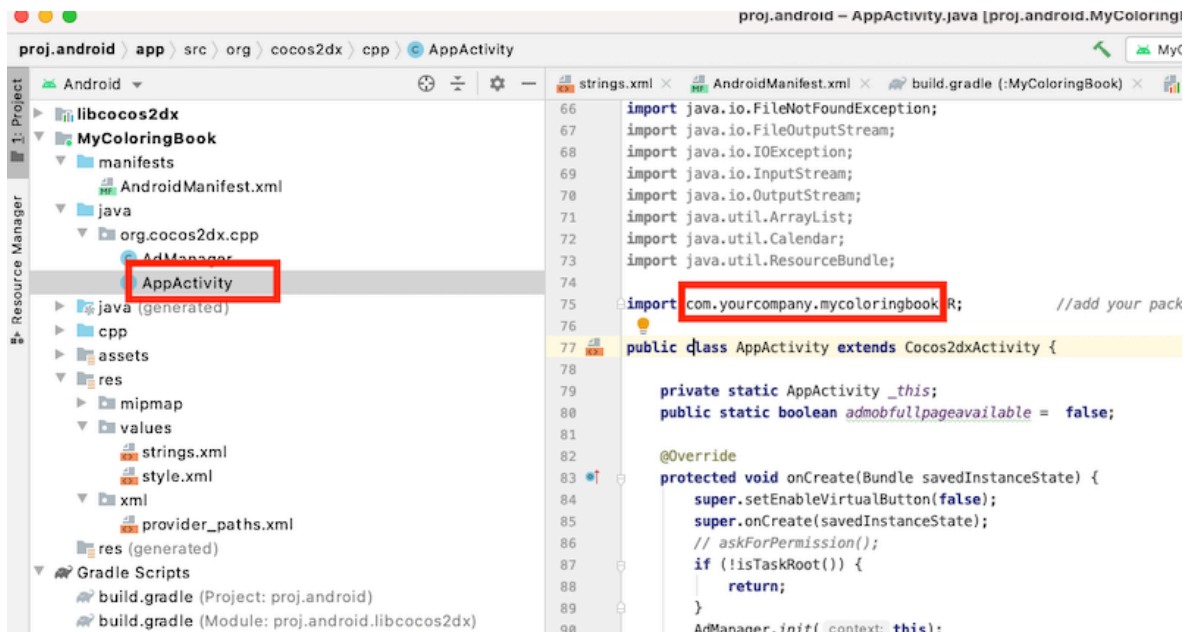 proj.android – AppActivity.java [proj.android.MyColoring
proj.android app src org cocos2dx cpp AppActivity
MyC
1: Project
Resource Manager
Android
libcocos2dx
MyColoringBook
manifests
AndroidManifest.xml
java
org.cocos2dx.cpp
AdManager
AppActivity
java (generated)
cpp
assets
res
mipmap
values
strings.xml
style.xml
xml
provider_paths.xml
res (generated)
Gradle Scripts
build.gradle (Project: proj.android)
build.gradle (Module: proj.android.libcocos2dx)
strings.xml AndroidManifest.xml build.gradle (:MyColoringBook)
66 import java.io.FileNotFoundException;
67 import java.io.FileOutputStream;
68 import java.io.IOException;
69 import java.io.InputStream;
70 import java.io.OutputStream;
71 import java.util.ArrayList;
72 import java.util.Calendar;
73 import java.util.ResourceBundle;
74
75 import com.yourcompany.mycoloringbook R; //add your pack
76
77 public class AppActivity extends Cocos2dxActivity {
78
79 private static AppActivity _this;
80 public static boolean admobfullpageavailable = false;
81
82 @Override
83 protected void onCreate(Bundle savedInstanceState) {
84 super.setEnableVirtualButton(false);
85 super.onCreate(savedInstanceState);
86 // askForPermission();
87 if (!isTaskRoot()) {
88 return;
89 }
90 AdManager.init( context: this);